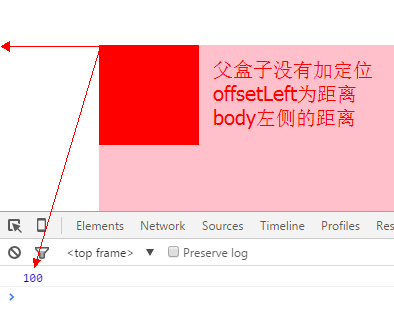 父盒子没有加定位
offsetLeft为距离
body左侧的距离
Elements Network Sources Timeline Profiles Res
<top frame> ▼ Preserve log
100
>